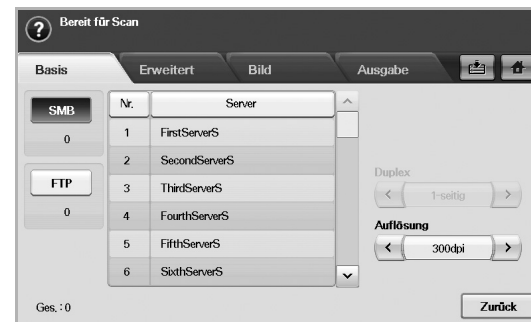 Bereit für Scan
Basis Erweitert Bild Ausgabe
SMB
0
FTP
0
Nr. Server
1 FirstServerS
2 SecondServerS
3 ThirdServerS
4 FourthServerS
5 FifthServerS
6 SixthServerS
Duplex
1-seitig
Auflösung
300dpi
Ges. : 0
Zurück